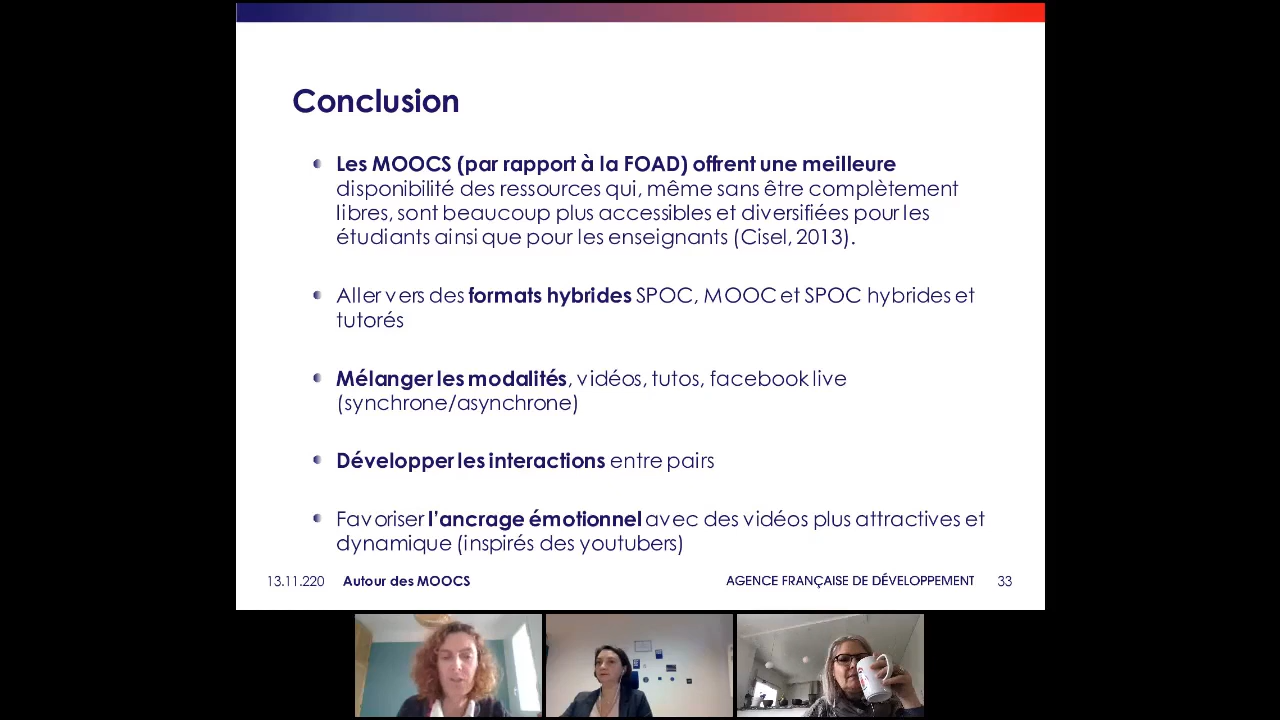 Conclusion
Les MOOCS (par rapport à la FOAD) offrent une meilleure
disponibilité des ressources qui, même sans être complètement
libres, sont beaucoup plus accessibles et diversifiées pour les
étudiants ainsi que pour les enseignants (Cisel, 2013).
Aller vers des formats hybrides SPOC, MOOC et SPOC hybrides et
tutorés
Mélanger les modalités, vidéos, tutos, facebook live
(synchrone/asynchrone)
Développer les interactions entre pairs
Favoriser l'ancrage émotionnel avec des vidéos plus attractives et
dynamique (inspirés des youtubers)
13.11.220 Autour des MOOCS AGENCE FRANÇAISE DE DÉVELOPPEMENT 33